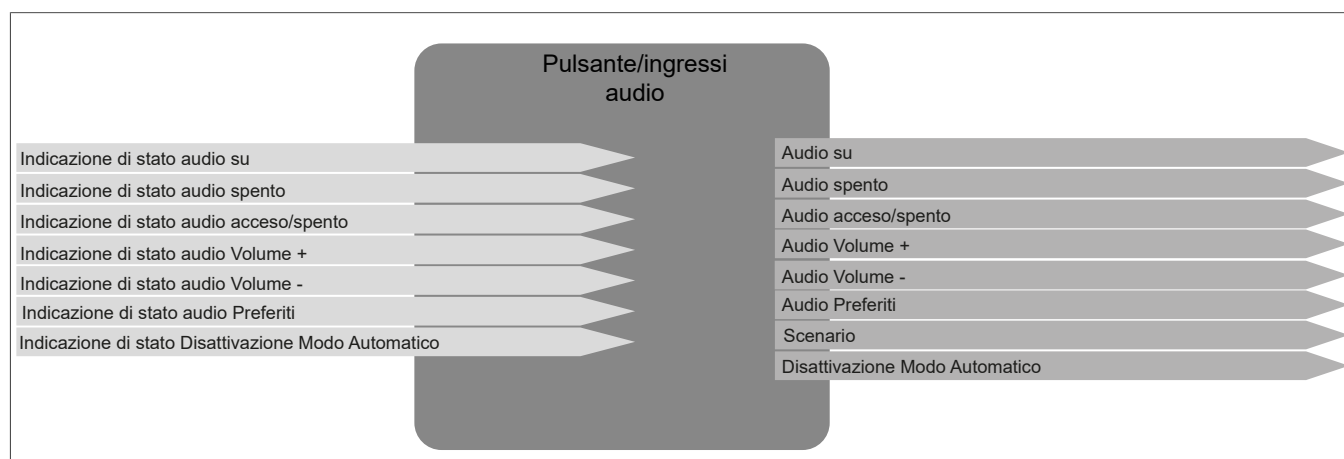 Pulsante/ingressi
audio
Indicazione di stato audio su
Indicazione di stato audio spento
Indicazione di stato audio acceso/spento
Indicazione di stato audio Volume +
Indicazione di stato audio Volume -
Indicazione di stato audio Preferiti
Indicazione di stato Disattivazione Modo Automatico
Audio su
Audio spento
Audio acceso/spento
Audio Volume +
Audio Volume -
Audio Preferiti
Scenario
Disattivazione Modo Automatico